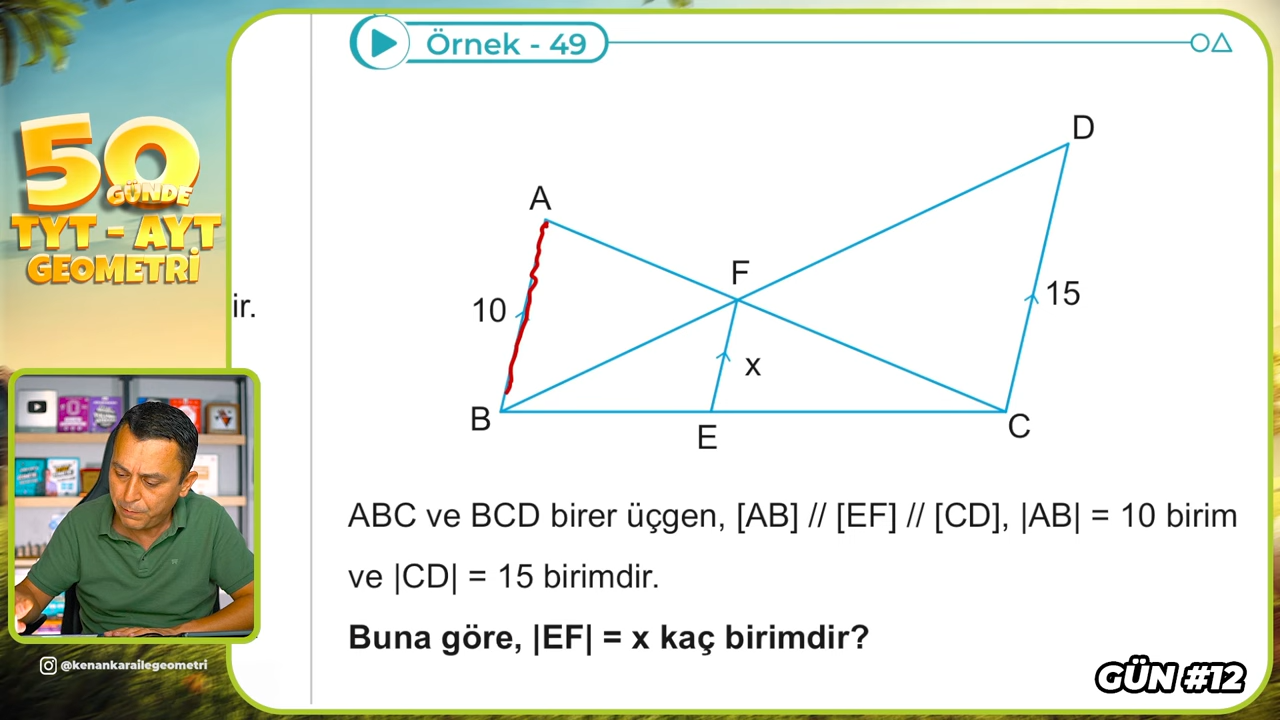 Örnek - 49
50
GÜNDE
TYT - AYT
GEOMETRİ
ir.
A
D
F
10
15
x
B
E
C
ABC ve BCD birer üçgen, [AB] // [EF] // [CD], |AB| = 10 birim
ve |CD| = 15 birimdir.
Buna göre, |EF| = x kaç birimdir?
@kenankarailegeometri
GÜN #12